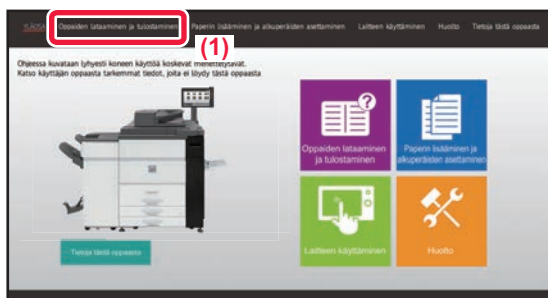 Oppaiden lataaminen ja tulostaminen Paperin lisääminen ja alkuperäisten asettaminen Laitteen käyttäminen Huolto Tietoja tästä oppaasta
(1)
Ohjeessa kuvataan lyhyesti koneen käyttöä koskevat menettelytavat.
Katso käyttäjän oppaasta tarkemmat tiedot, joita ei löydy tästä oppaasta
Oppaiden lataaminen
ja tulostaminen
Paperin lisääminen ja
alkuperäisten asettaminen
Laitteen käyttäminen
Huolto
Tietoja tästä oppaasta